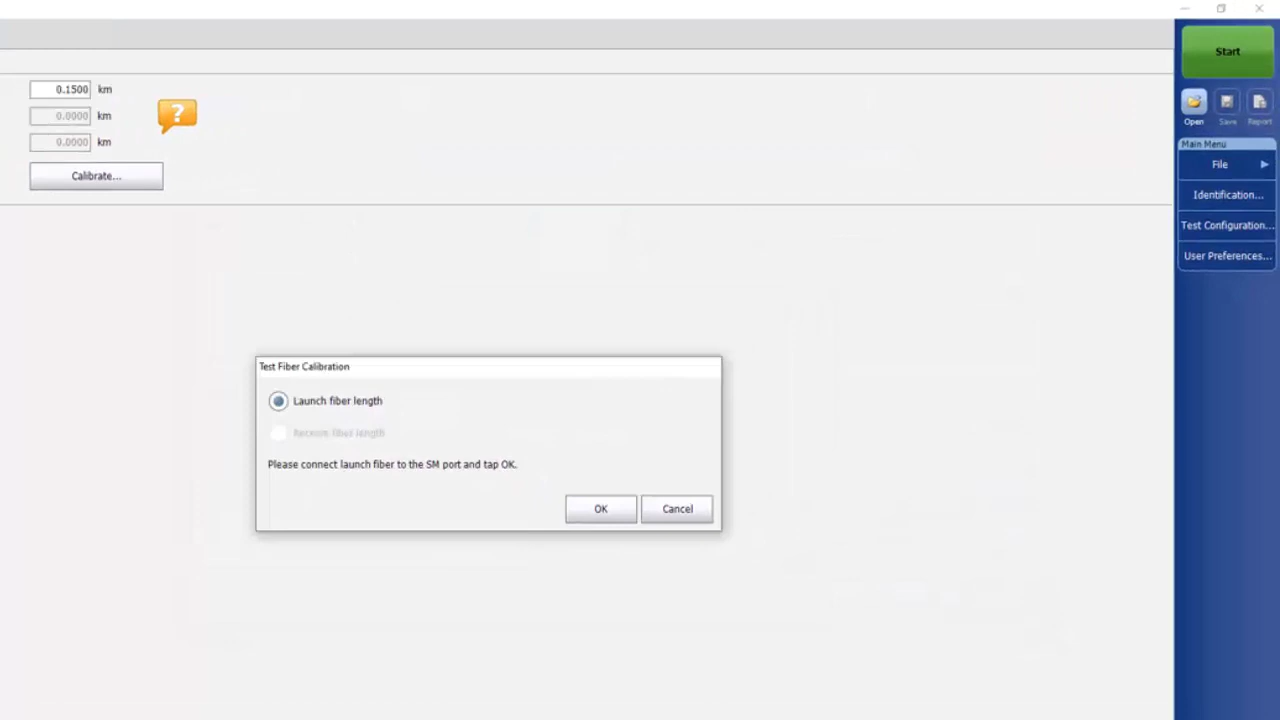 Start
0.1500 km
0.0000 km
0.0000 km
?
Calibrate...
Open Save Report
Main Menu
File
Identification...
Test Configuration...
User Preferences...
Test Fiber Calibration
Launch fiber length
Receive fiber length
Please connect launch fiber to the SM port and tap OK.
OK Cancel